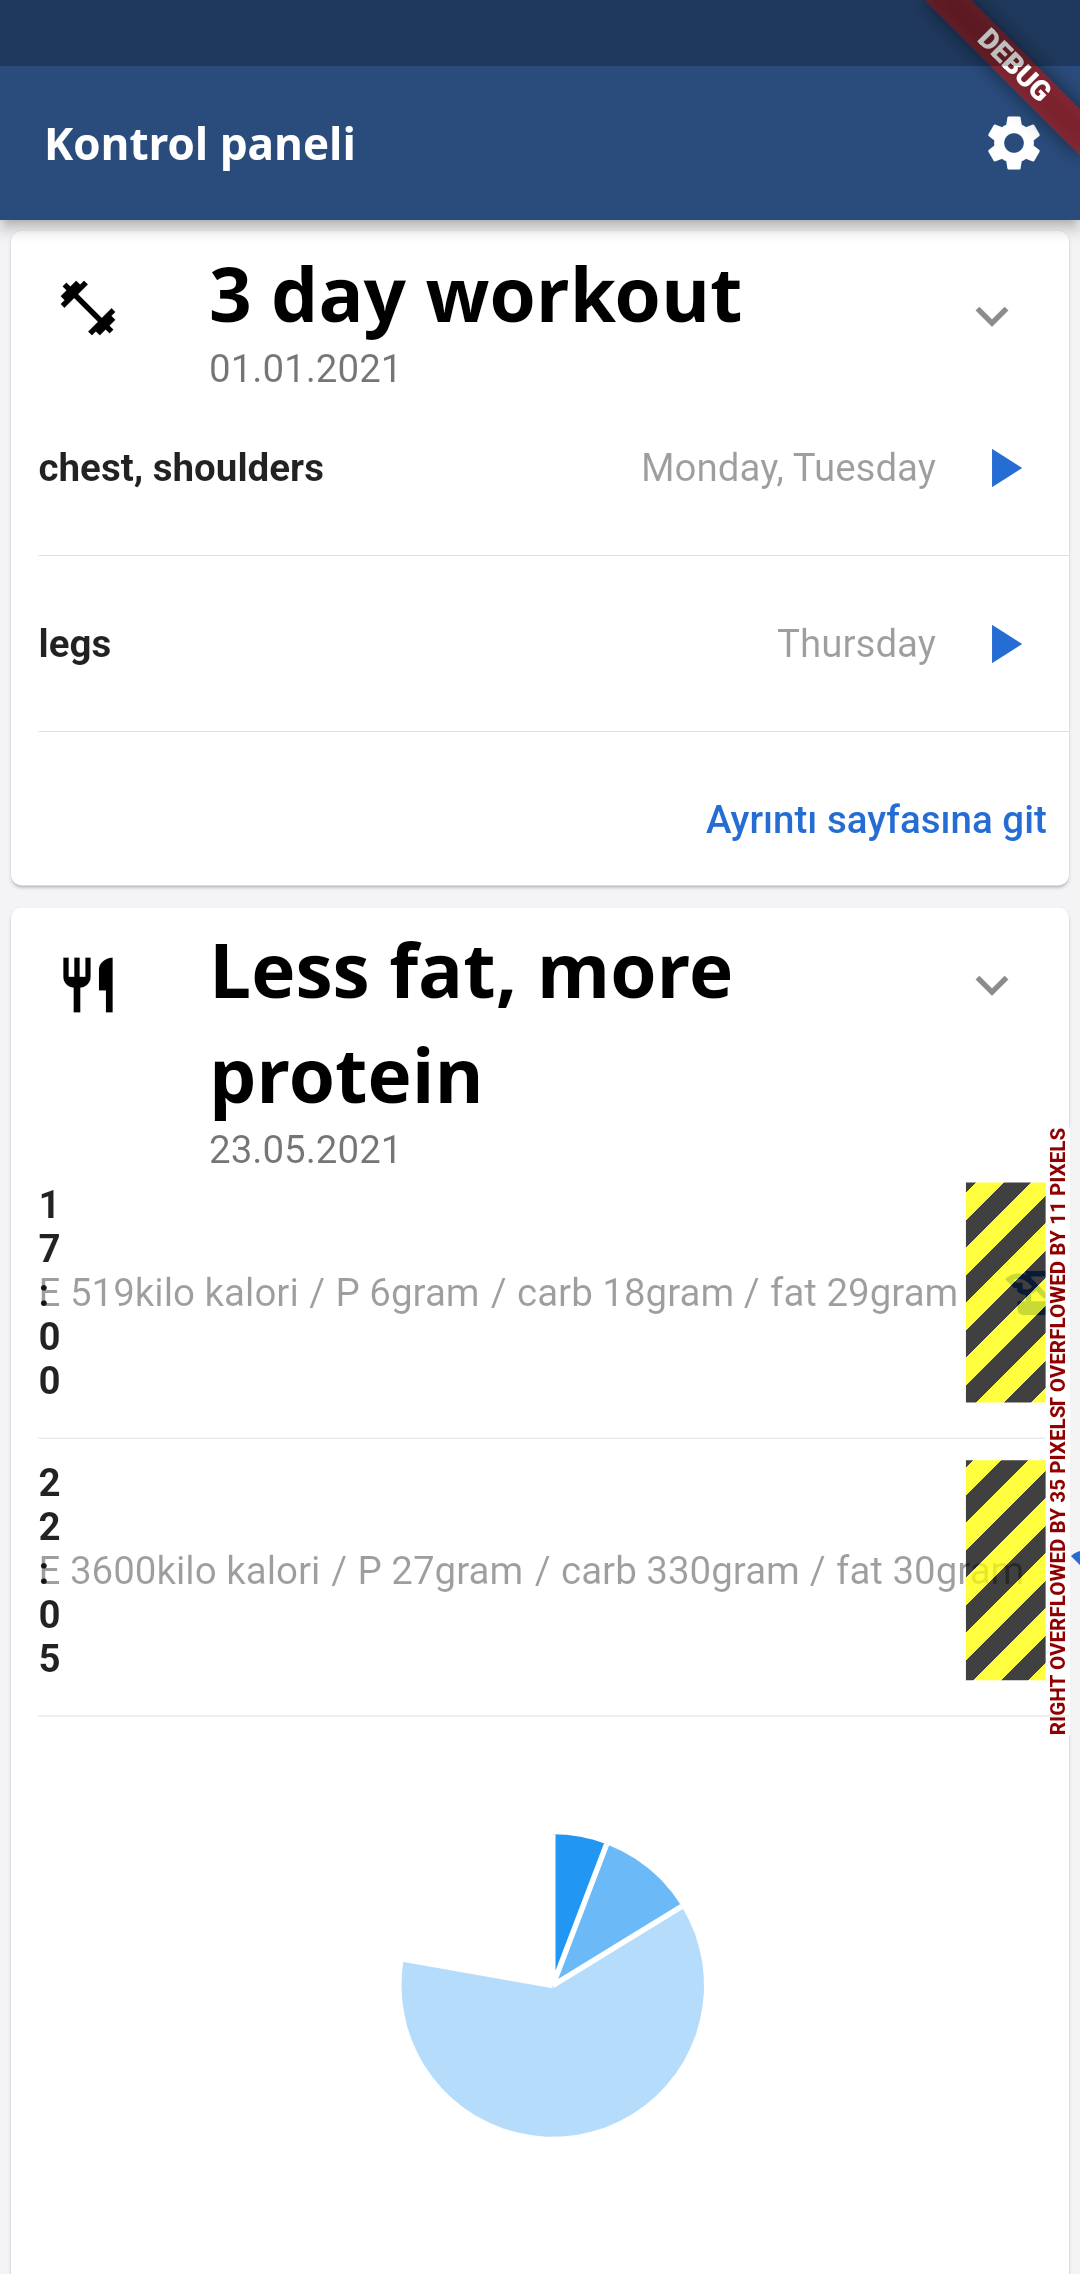 DEBUG
Kontrol paneli
3 day workout
01.01.2021
chest, shoulders Monday, Tuesday
legs Thursday
Ayrıntı sayfasına git
Less fat, more
protein
23.05.2021
1
7
:
0
0
E 519kilo kalori / P 6gram / carb 18gram / fat 29gram
OVERFLOWED BY 11 PIXELS
2
2
:
0
5
E 3600kilo kalori / P 27gram / carb 330gram / fat 30gram
RIGHT OVERFLOWED BY 35 PIXELS